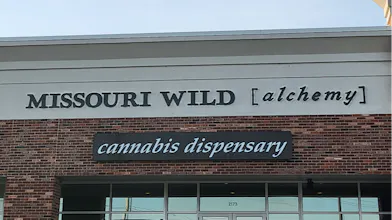 MISSOURI WILD [alchemy]
cannabis dispensary